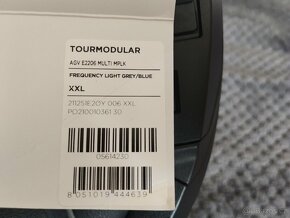 TOURMODULAR
AGV E2206 MULTI MPLK
FREQUENCY LIGHT GREY/BLUE
XXL
211251E2OY 006 XXL
PO210010361 30
05614230
8 051019 444639